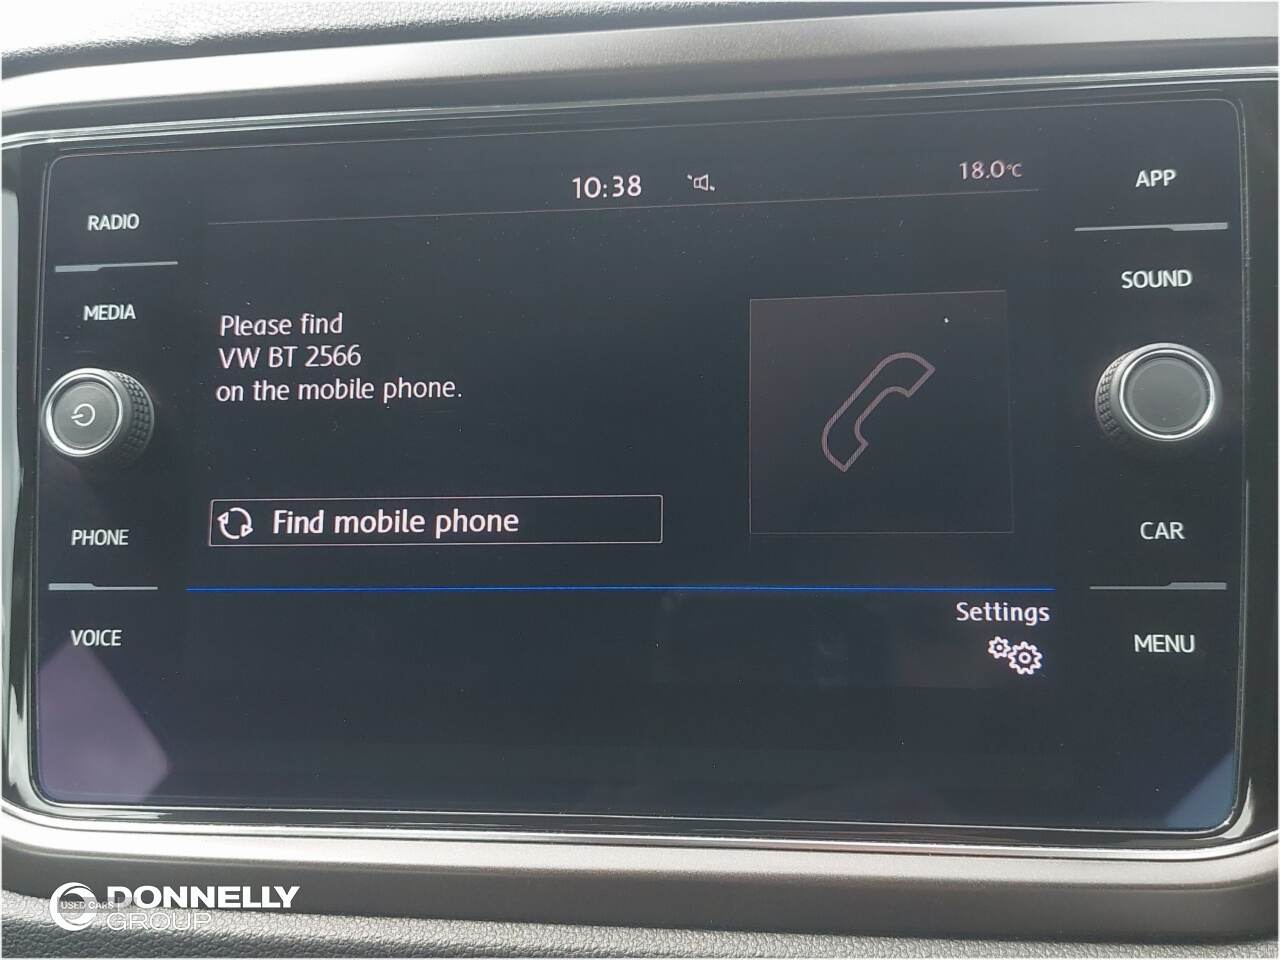 10:38
18.0°C
RADIO
MEDIA
PHONE
VOICE
Please find
VW BT 2566
on the mobile phone.
Find mobile phone
Settings
APP
SOUND
CAR
MENU
USED CARS
DONNELLY
GROUP